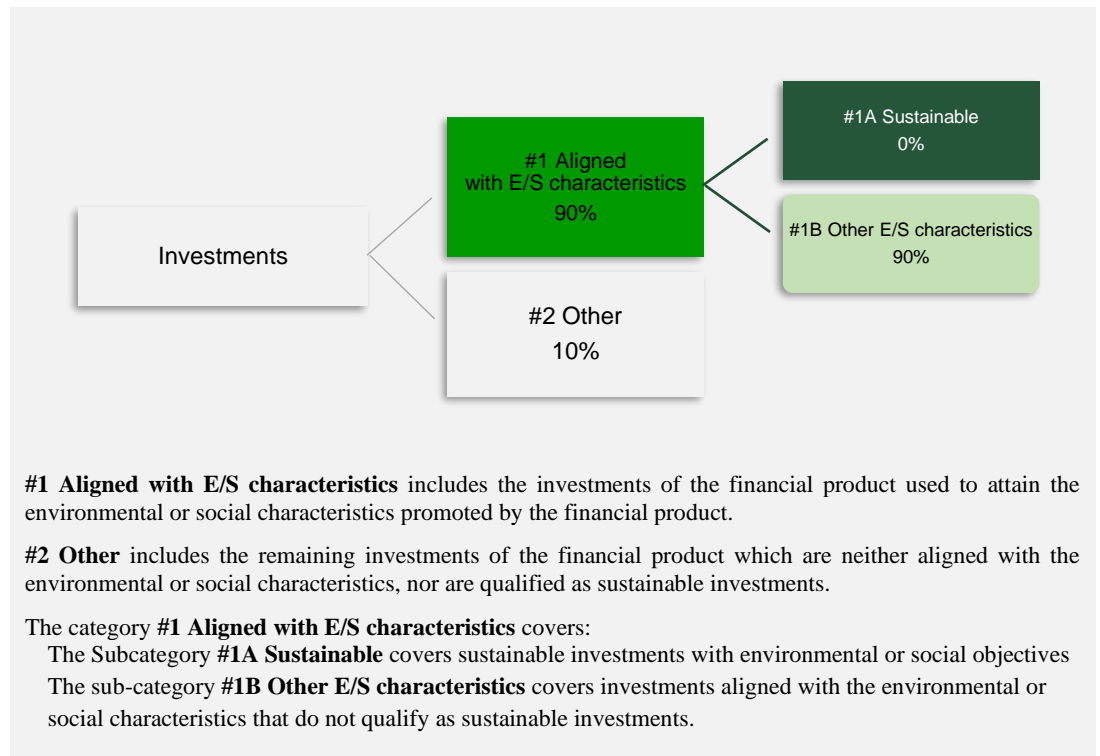 #1A Sustainable
0%
#1 Aligned
with E/S characteristics
90%
#1B Other E/S characteristics
90%
Investments
#2 Other
10%
#1 Aligned with E/S characteristics includes the investments of the financial product used to attain the
environmental or social characteristics promoted by the financial product.
#2 Other includes the remaining investments of the financial product which are neither aligned with the
environmental or social characteristics, nor are qualified as sustainable investments.
The category #1 Aligned with E/S characteristics covers:
The Subcategory #1A Sustainable covers sustainable investments with environmental or social objectives
The sub-category #1B Other E/S characteristics covers investments aligned with the environmental or
social characteristics that do not qualify as sustainable investments.